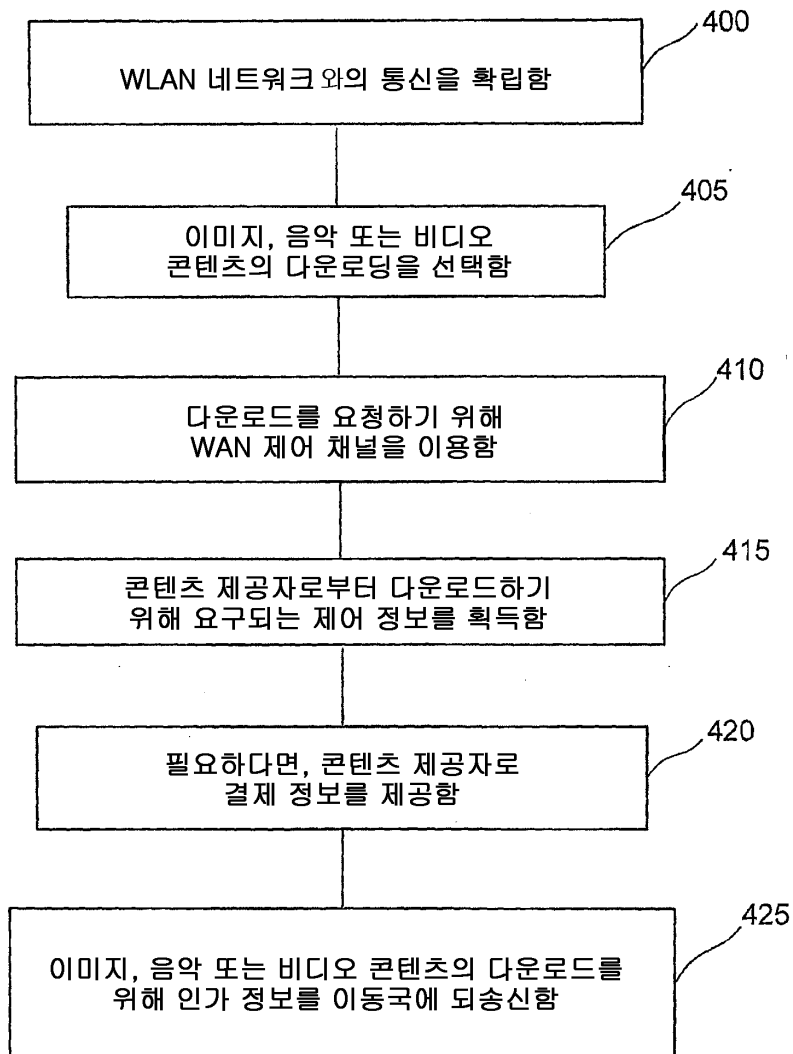 400
WLAN 네트워크와의 통신을 확립함
405
이미지, 음악 또는 비디오
콘텐츠의 다운로딩을 선택함
410
다운로드를 요청하기 위해
WAN 제어 채널을 이용함
415
콘텐츠 제공자로부터 다운로드하기
위해 요구되는 제어 정보를 획득함
420
필요하다면, 콘텐츠 제공자로
결제 정보를 제공함
425
이미지, 음악 또는 비디오 콘텐츠의 다운로드를
위해 인가 정보를 이동국에 되송신함